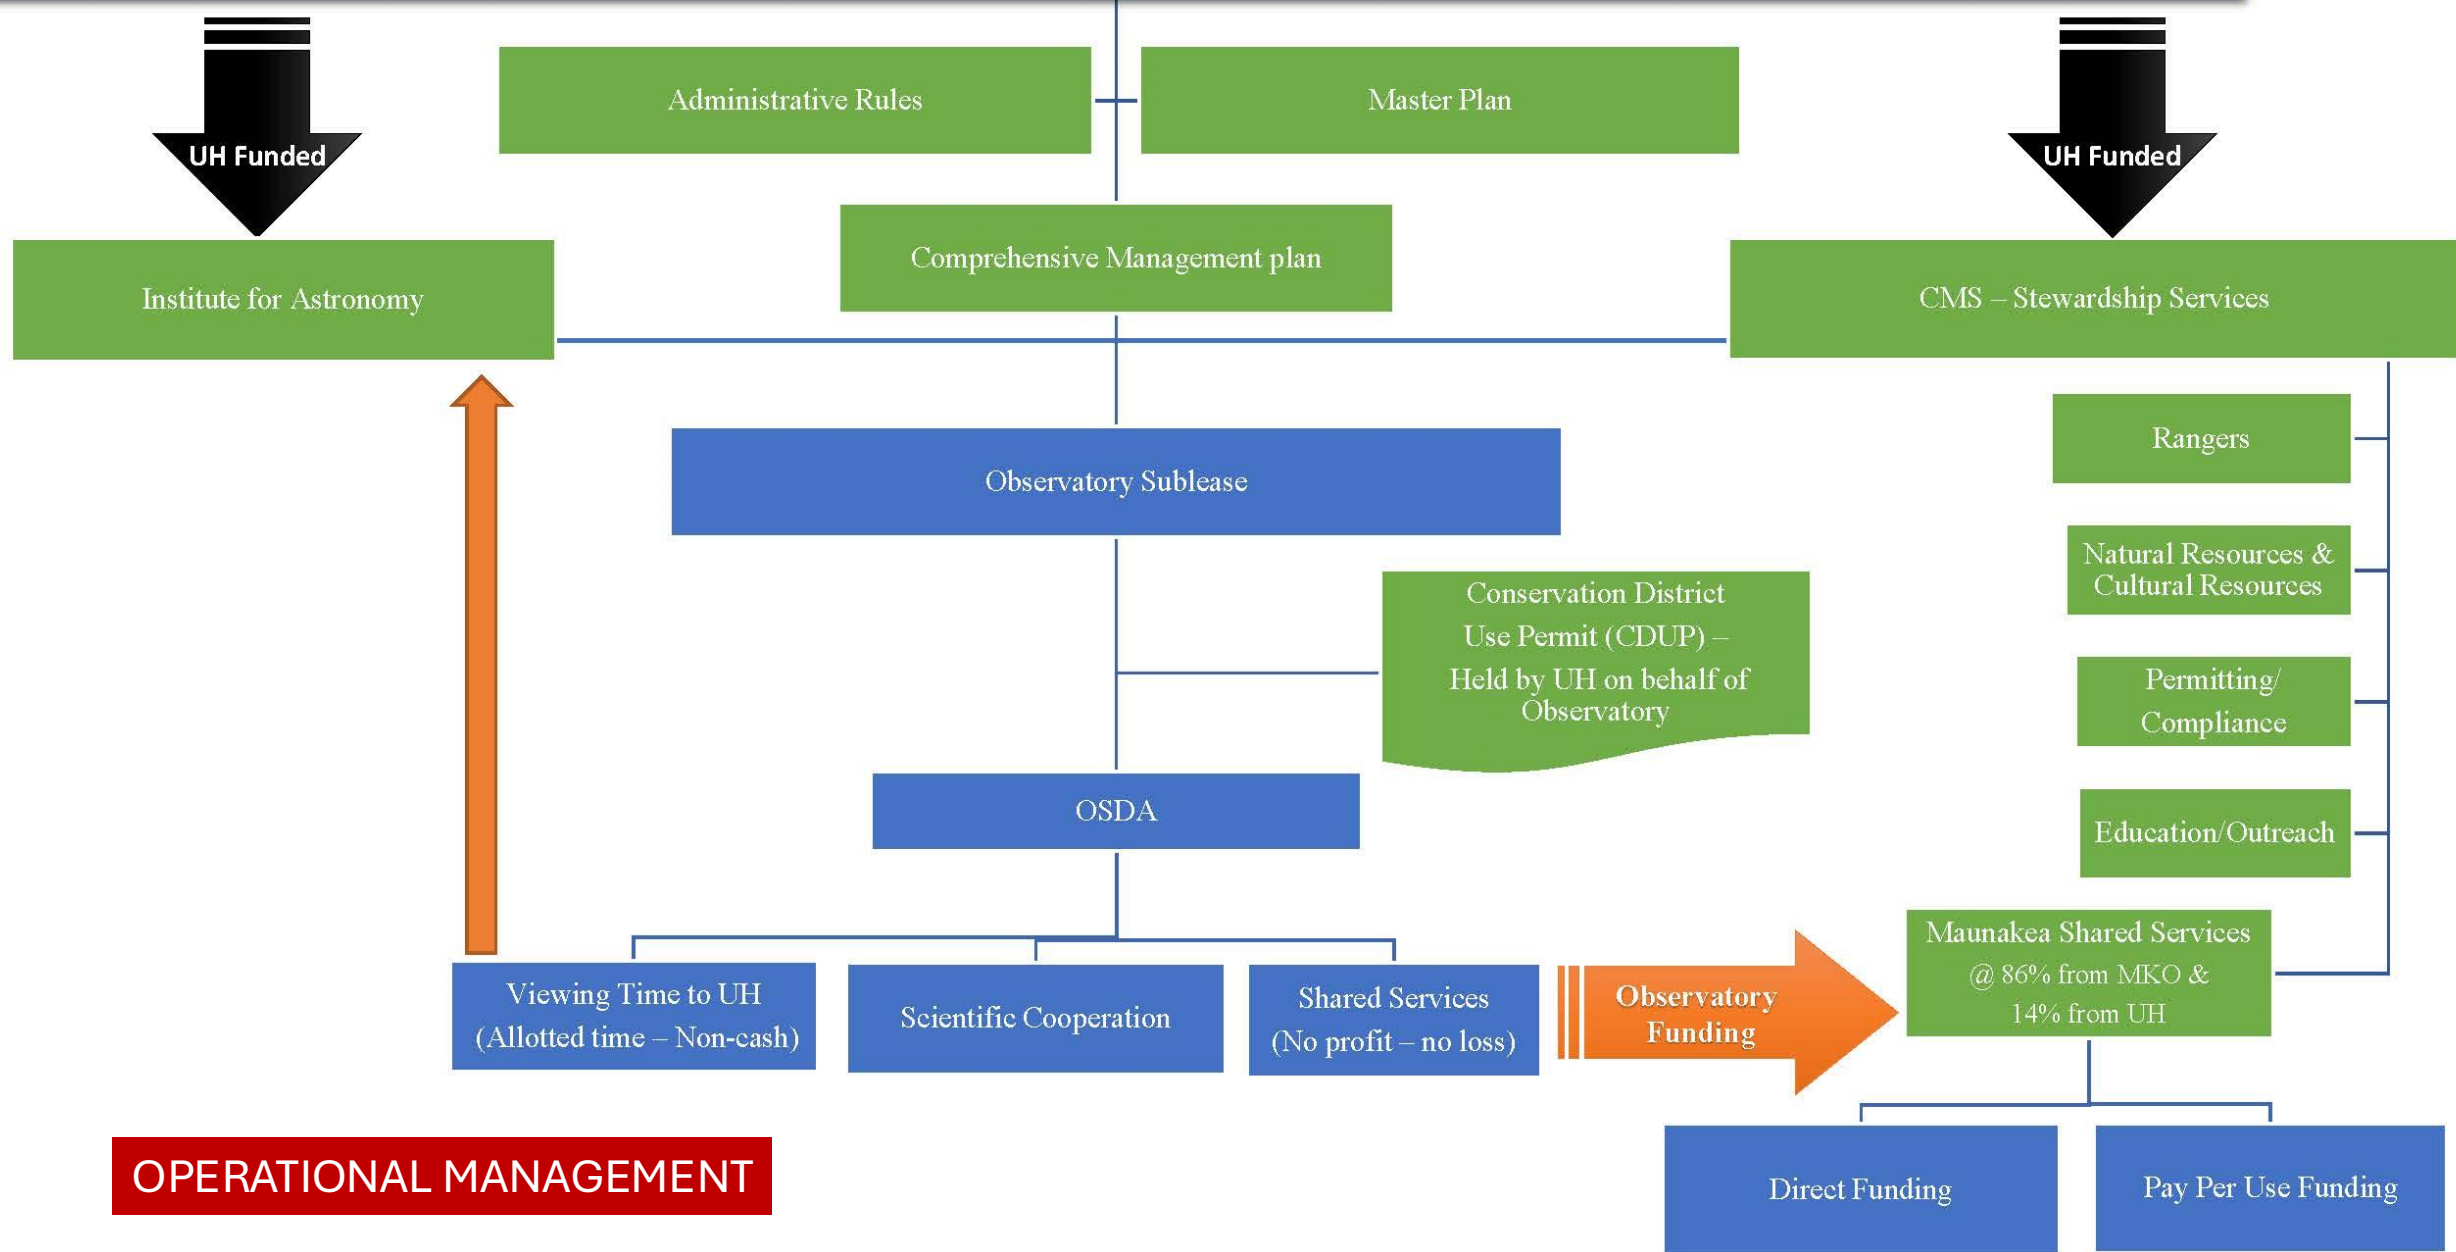 UH Funded
Administrative Rules
Master Plan
UH Funded
Institute for Astronomy
Comprehensive Management plan
CMS – Stewardship Services
Rangers
Observatory Sublease
Natural Resources &
Cultural Resources
Conservation District
Use Permit (CDUP) –
Held by UH on behalf of
Observatory
Permitting/
Compliance
OSDA
Education/Outreach
Viewing Time to UH
(Allotted time – Non-cash)
Scientific Cooperation
Shared Services
(No profit – no loss)
Observatory
Funding
Maunakea Shared Services
@ 86% from MKO &
14% from UH
OPERATIONAL MANAGEMENT
Direct Funding
Pay Per Use Funding